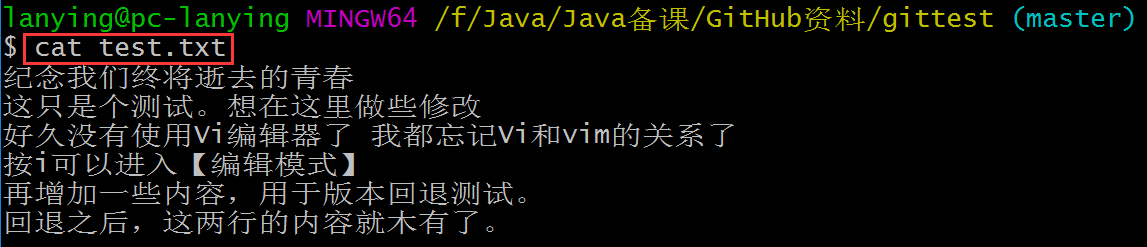 lanying@pc-lanying MINGW64 /f/Java/Java备课/GitHub资料/gittest (master)
$ cat test.txt
纪念我们终将逝去的青春
这只是个测试。想在这里做些修改
好久没有使用Vi编辑器了 我都忘记Vi和vim的关系了
按i可以进入【编辑模式】
再增加一些内容，用于版本回退测试。
回退之后，这两行的内容就木有了。